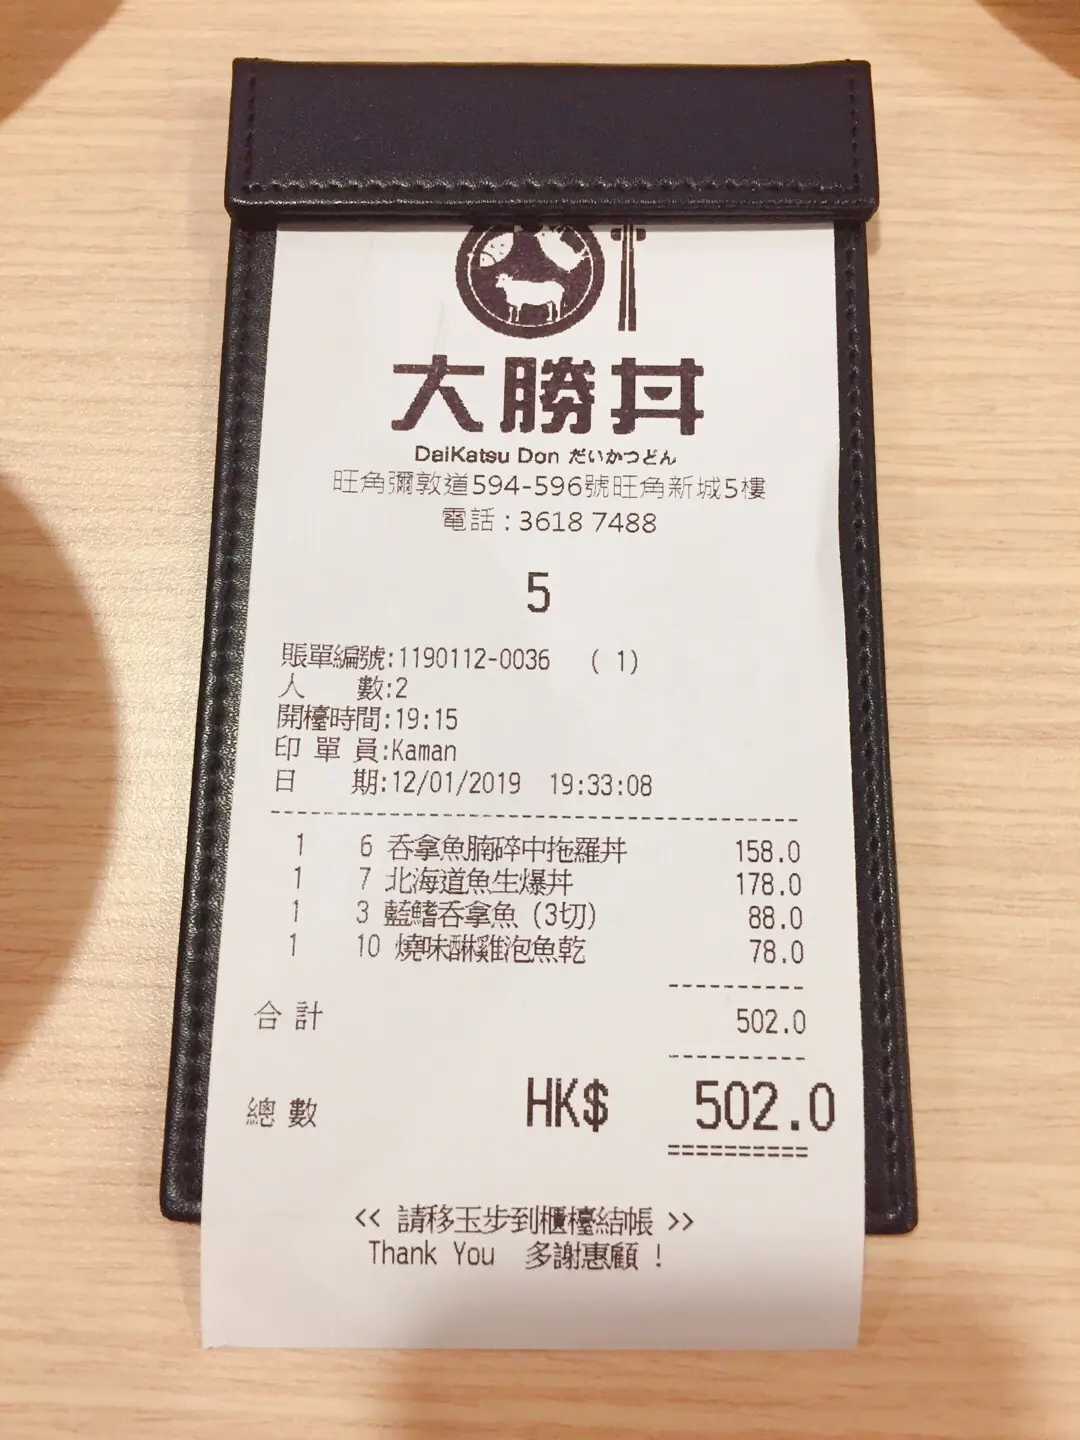 大勝丼
DaiKatsu Don だいかつどん
旺角彌敦道594-596號旺角新城5樓
電話 : 3618 7488
5
賬單編號:1190112-0036 ( 1)
人 數:2
開檯時間:19:15
印 單 員:Kaman
日 期:12/01/2019 19:33:08
1 6 吞拿魚腩碎中拖羅丼 158.0
1 7 北海道魚生爆丼 178.0
1 3 藍鰭吞拿魚 (3切) 88.0
1 10 燒味醂雞泡魚乾 78.0
合 計 502.0
總 數 HK$ 502.0
<< 請移玉步到櫃檯結帳 >>
Thank You 多謝惠顧 !